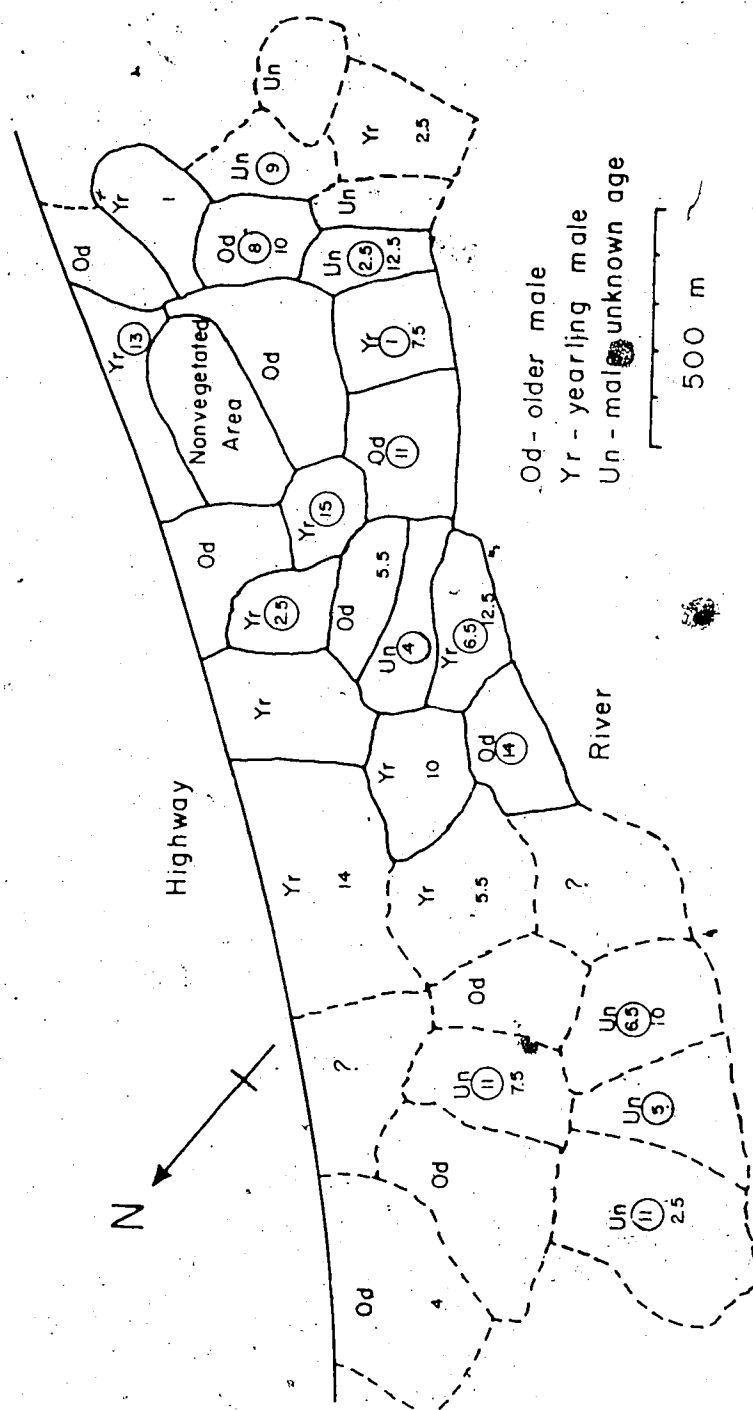 N
Highway
River
Od
4
Od
?
Un
11
2.5
Un
11
7.5
Un
5
Od
Un
6.5
10
?
Yr
5.5
Yr
14
Yr
10
Od
14
Yr
Un
4
Yr
6.5
12.5
Od
5.5
Yr
2.5
Od
Yr
15
Od
11
Nonvegetated
Area
Od
Yr
13
Yr
1
7.5
Od
Od
8
10
Un
2.5
12.5
Yr
1
Un
9
Un
Un
Yr
2.5
Od - older male
Yr - yearling male
Un - male unknown age
500 m